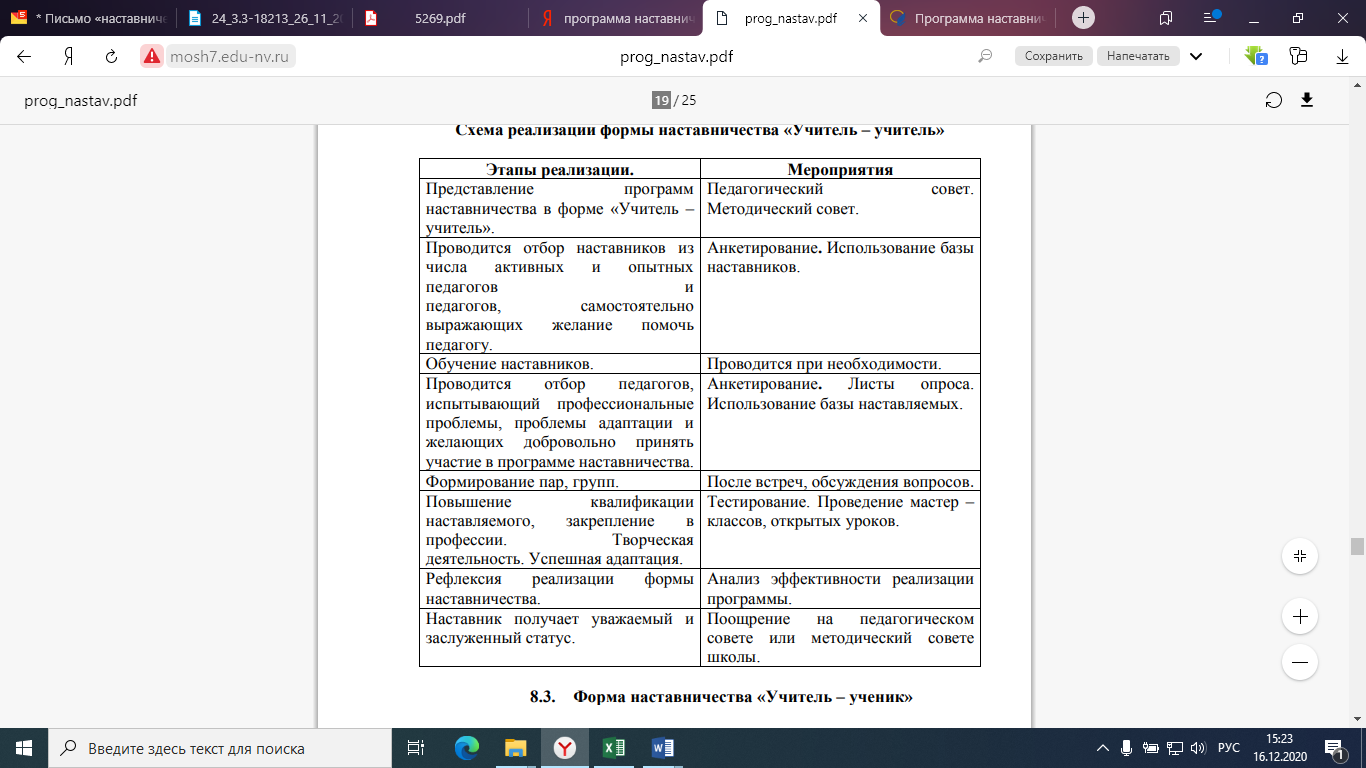 * Письмо «наставниче
24_3.3-18213_26_11_20
5269.pdf
программа наставнич
prog_nastav.pdf
Программа наставнич
mosh7.edu-nv.ru
prog_nastav.pdf
Сохранить
Напечатать
prog_nastav.pdf
19 / 25
Схема реализации формы наставничества «Учитель – учитель»
Этапы реализации.
Мероприятия
Представление программ
наставничества в форме «Учитель –
учитель».
Педагогический совет.
Методический совет.
Проводится отбор наставников из
числа активных и опытных
педагогов и
педагогов, самостоятельно
выражающих желание помочь
педагогу.
Анкетирование. Использование базы
наставников.
Обучение наставников.
Проводится при необходимости.
Проводится отбор педагогов,
испытывающий профессиональные
проблемы, проблемы адаптации и
желающих добровольно принять
участие в программе наставничества.
Анкетирование. Листы опроса.
Использование базы наставляемых.
Формирование пар, групп.
После встреч, обсуждения вопросов.
Повышение квалификации
наставляемого, закрепление в
профессии. Творческая
деятельность. Успешная адаптация.
Тестирование. Проведение мастер –
классов, открытых уроков.
Рефлексия реализации формы
наставничества.
Анализ эффективности реализации
программы.
Наставник получает уважаемый и
заслуженный статус.
Поощрение на педагогическом
совете или методический совете
школы.
8.3. Форма наставничества «Учитель – ученик»
Введите здесь текст для поиска
РУС
15:23
16.12.2020
1